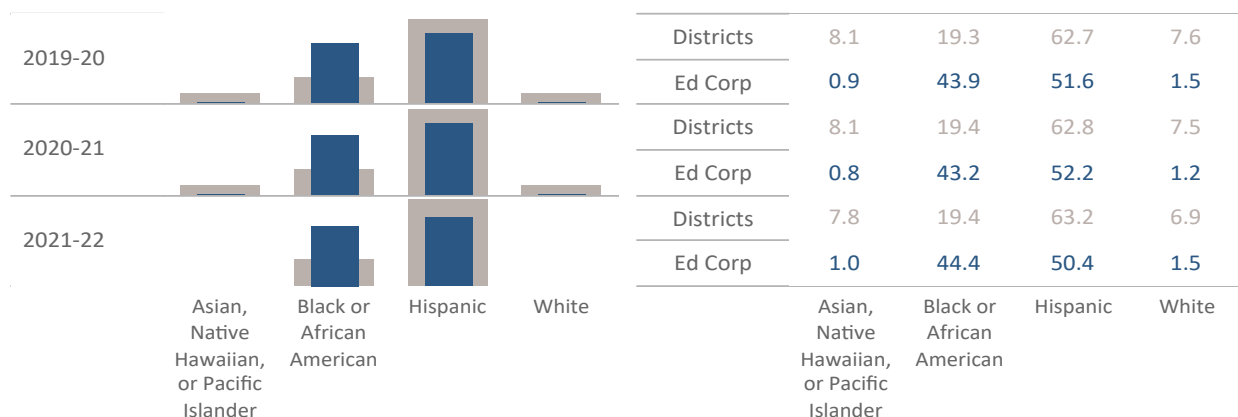 2019-20
2020-21
2021-22
Asian,
Native
Hawaiian,
or Pacific
Islander
Black or
African
American
Hispanic
White
Districts 8.1 19.3 62.7 7.6
Ed Corp 0.9 43.9 51.6 1.5
Districts 8.1 19.4 62.8 7.5
Ed Corp 0.8 43.2 52.2 1.2
Districts 7.8 19.4 63.2 6.9
Ed Corp 1.0 44.4 50.4 1.5
Asian,
Native
Hawaiian,
or Pacific
Islander
Black or
African
American
Hispanic
White